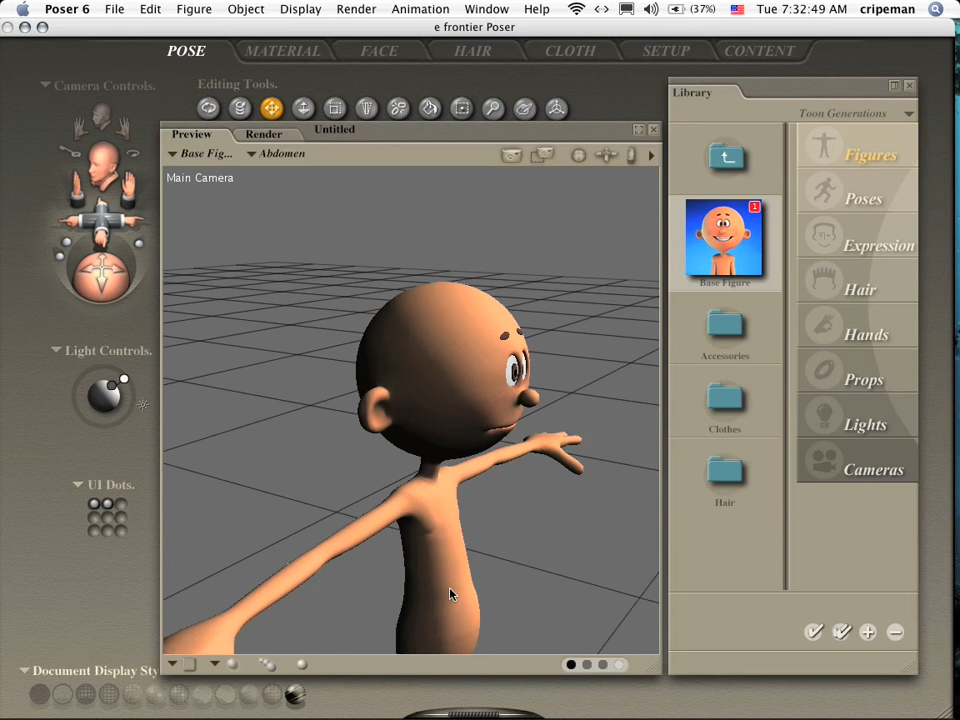 Poser 6 File Edit Figure Object Display Render Animation Window Help (37%) Tue 7:32:49 AM cripeman
e frontier Poser
POSE MATERIAL FACE HAIR CLOTH SETUP CONTENT
Camera Controls.
Editing Tools.
Library
Toon Generations
Preview Render Untitled
Base Fig... Abdomen
Main Camera
Figures
Poses
1
Expression
Base Figure
Hair
Hands
Accessories
Props
Clothes
Lights
Cameras
Hair
Light Controls.
UI Dots.
Document Display Sty